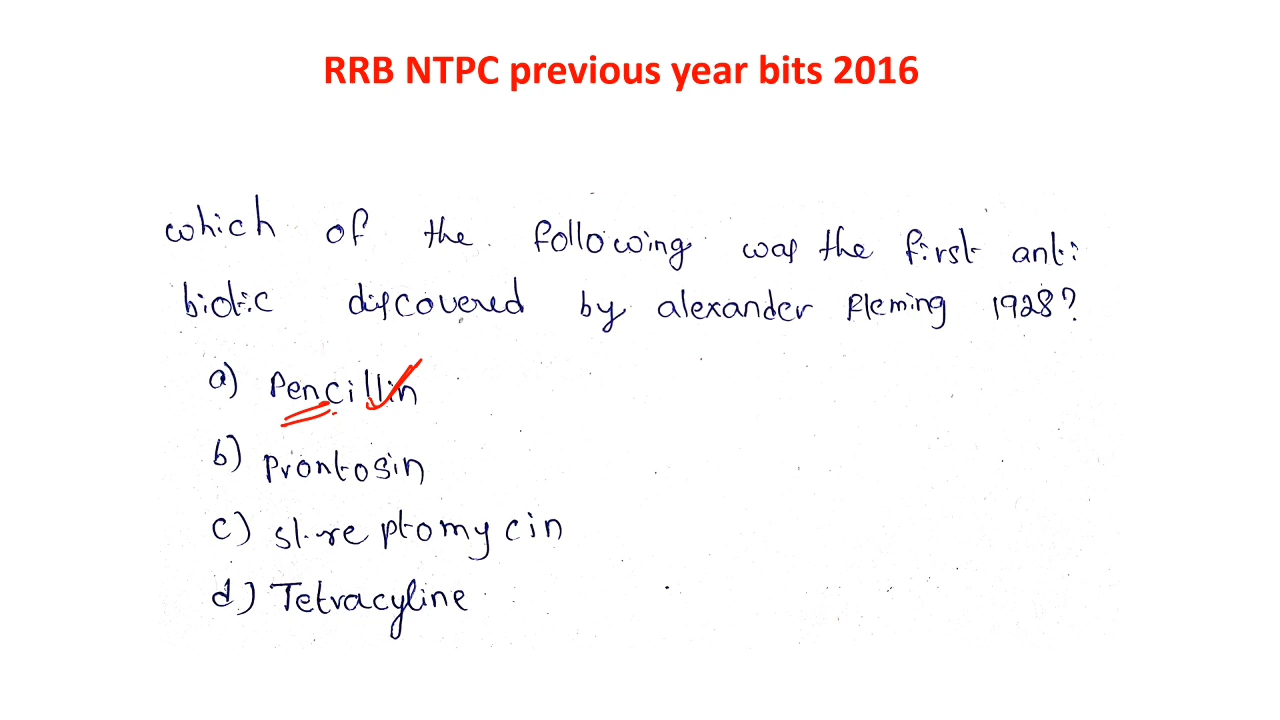 RRB NTPC previous year bits 2016
which of the following was the first anti
biotic discovered by alexander Fleming 1928?
a) Pencillin
b) Prontosin
c) streptomycin
d) Tetracyline